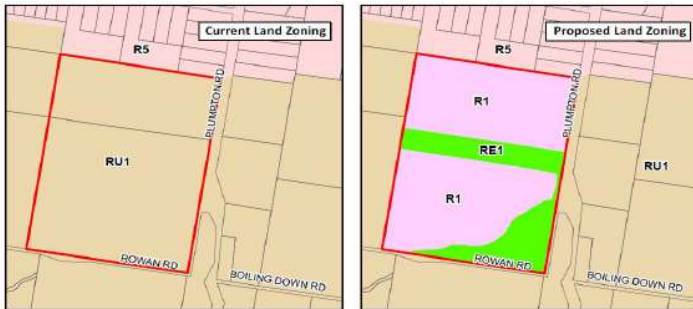 Current Land Zoning
R5
PLUMPTON RD
RU1
ROWAN RD
BOILING DOWN RD
Proposed Land Zoning
R5
PLUMPTON RD
R1
RE1
RU1
R1
ROWAN RD
BOILING DOWN RD